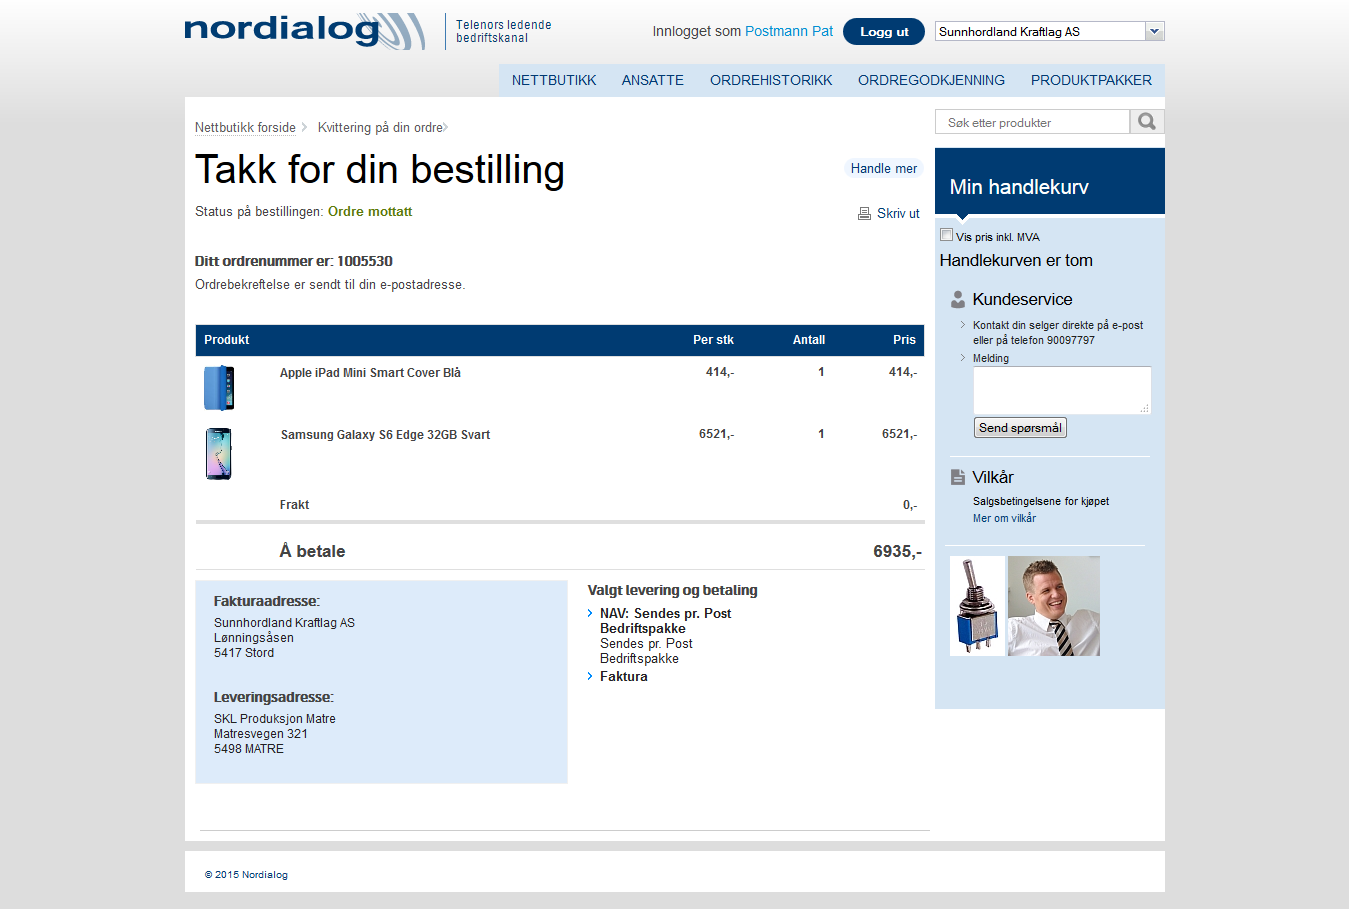 nordialog
Telenors ledende
bedriftskanal
Innlogget som Postmann Pat
Logg ut
Sunnhordland Kraftlag AS
NETTBUTIKK ANSATTE ORDREHISTORIKK ORDREGODKJENNING PRODUKTPAKKER
Nettbutikk forside Kvittering på din ordre
Søk etter produkter
Takk for din bestilling
Handle mer
Status på bestillingen: Ordre mottatt
Skriv ut
Ditt ordrenummer er: 1005530
Ordrebekreftelse er sendt til din e-postadresse.
Produkt Per stk Antall Pris
Apple iPad Mini Smart Cover Blå 414,- 1 414,-
Samsung Galaxy S6 Edge 32GB Svart 6521,- 1 6521,-
Frakt 0,-
Å betale 6935,-
Fakturaadresse:
Sunnhordland Kraftlag AS
Lønningsåsen
5417 Stord
Leveringsadresse:
SKL Produksjon Matre
Matresvegen 321
5498 MATRE
Valgt levering og betaling
NAV: Sendes pr. Post
Bedriftspakke
Sendes pr. Post
Bedriftspakke
Faktura
Min handlekurv
Vis pris inkl. MVA
Handlekurven er tom
Kundeservice
Kontakt din selger direkte på e-post
eller på telefon 90097797
Melding
Send spørsmål
Vilkår
Salgsbetingelsene for kjøpet
Mer om vilkår
© 2015 Nordialog